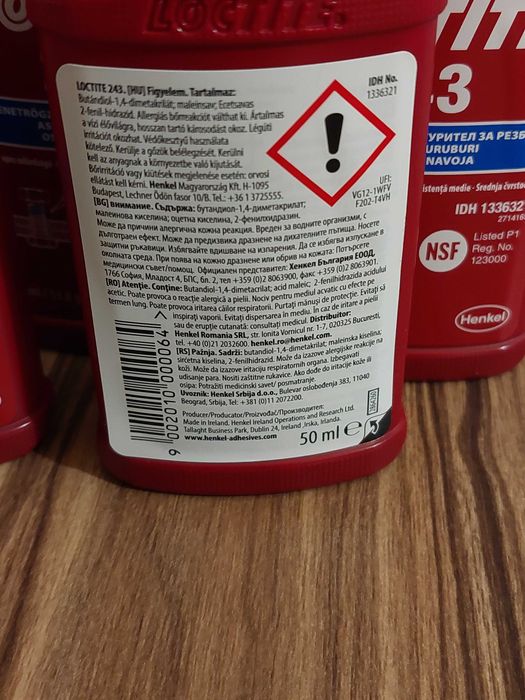 LOCTITE
LOCTITE 243. [HU] Figyelem. Tartalmaz:
Butándiol-1,4-dimetakrilát; maleinsav, Ecetsavas
2-fenil-hidrazid. Allergiás bőrreakciót válthat ki. Ártalmas
a vízi élővilágra, hosszan tartó károsodást okoz. Légúti
irritációt okozhat. Védőkesztyű használata
kötelező. Kerülje a gőzök belélegzését. Kerülni
kell az anyagnak a környezetbe való kijutását.
Bőrirritáció vagy kiütések megjelenése esetén: orvosi
ellátást kell kérni. Henkel Magyarország Kft. H-1095
Budapest, Lechner Ödön fasor 10/B. Tel.: +36 1 3725555.
[BG] внимание. Съдържа: бутандиол-1,4-диметакрилат;
малеинова киселина; оцетна киселина, 2-фенилхидразин.
Може да причини алергична кожна реакция. Вреден за водните организми, с
дълготраен ефект. Може да предизвика дразнене на дихателните пътища. Носете
защитни ръкавици. Избягвайте вдишване на изпарения. Да се избягва изпускане в
околната среда. При поява на кожно дразнене или обрив на кожата: Потърсете
медицински съвет/помощ. Официален представител: Хенкел България ЕООД,
1766 София, Младост 4, БПС, бл. 2, тел +359 (0)2 8063900, факс +359 (0)2 8063901.
[RO] Atenție. Conține: Butandiol-1,4-dimetacrilat; acid maleic; 2-fenilhidrazida acidului
acetic. Poate provoca o reacție alergică a pielii. Nociv pentru mediul acvatic cu efecte pe
termen lung. Poate provoca iritarea căilor respiratorii. Purtați mănuși de protecție. Evitați să
inspirați vaporii. Evitați dispersarea în mediu. În caz de iritare a pielii
sau de erupție cutanată: consultați medicul. Distribuitor:
Henkel Romania SRL, str. Ionita Vornicul nr. 1-7, 020325 Bucuresti,
tel. +40 (0)21 2032600. henkel.ro@henkel.com.
[RS] Pažnja. Sadrži: butandiol-1,4-dimetakrilat; maleinska kiselina;
sirćetna kiselina, 2-fenilhidrazid. Može da izazove alergijske reakcije na
koži. Može da izazove iritaciju respiratornih organa. Izbegavati
udisanje para. Nositi zaštitne rukavice. Ako dođe do iritacije kože ili
osipa: Potražiti medicinski savet/ posmatranje.
Uvoznik: Henkel Srbija d.o.o., Bulevar oslobođenja 383, 11040
Beograd, Srbija, Tel: +381 (0)11 2072200.
Producer/Producator/Proizvođač/Производител:
Made in Ireland. Henkel Ireland Operations and Research Ltd.
Tallaght Business Park, Dublin 24, Ireland ,Irska, Irlanda.
www.henkel-adhesives.com
50 ml e
IDH No.
1336321
UFI:
VG12-1WFV
F202-T4VH
9 002010 000064 >
3
IDH 133632
NSF
Listed P1
Reg. No.
123000
Henkel